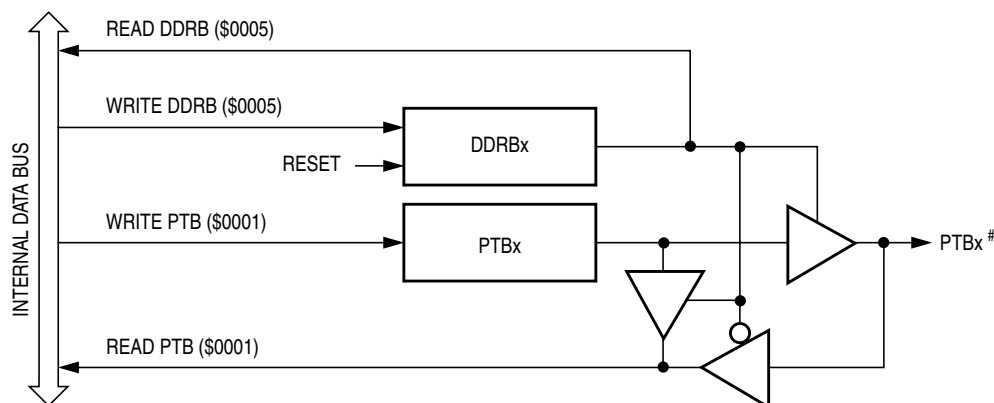 READ DDRB ($0005)
WRITE DDRB ($0005)
DDRBx
RESET
WRITE PTB ($0001)
PTBx
PTBx #
READ PTB ($0001)
INTERNAL DATA BUS